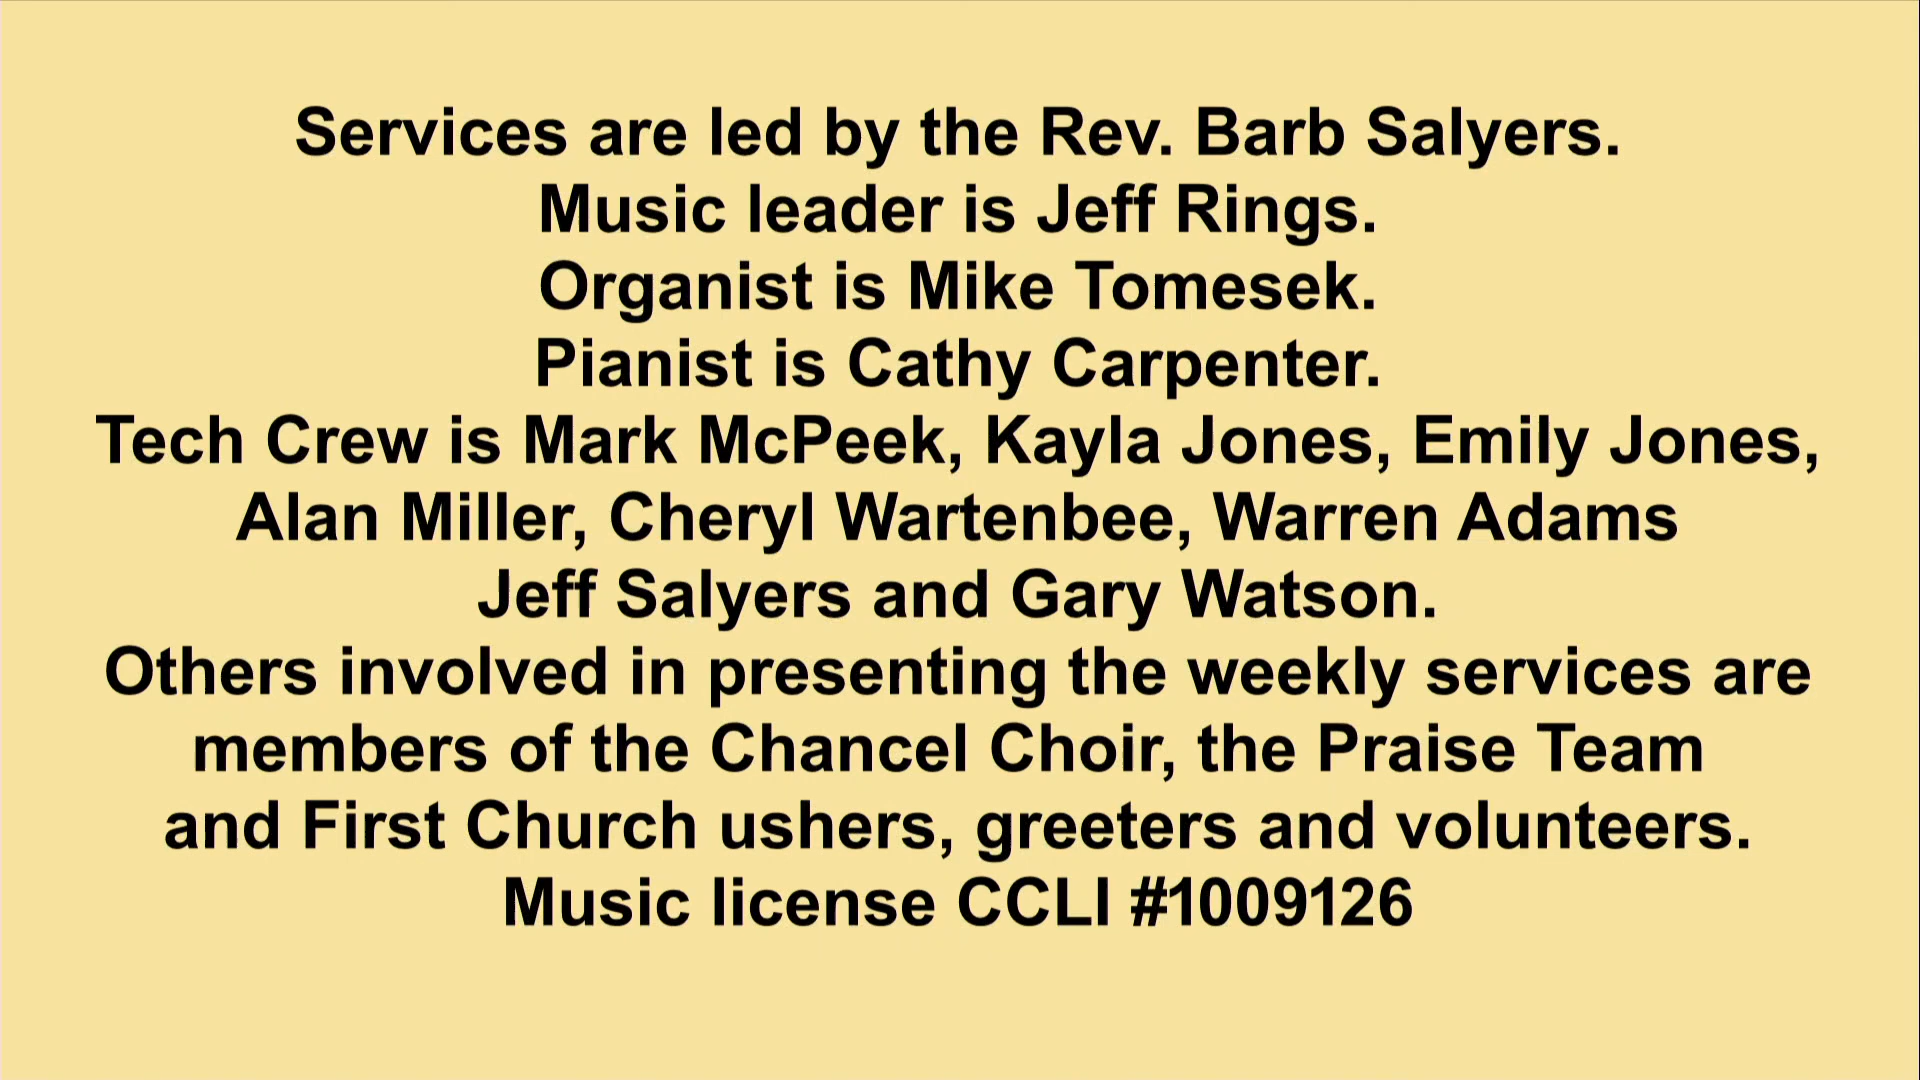 Services are led by the Rev. Barb Salyers.
Music leader is Jeff Rings.
Organist is Mike Tomesek.
Pianist is Cathy Carpenter.
Tech Crew is Mark McPeek, Kayla Jones, Emily Jones,
Alan Miller, Cheryl Wartenbee, Warren Adams
Jeff Salyers and Gary Watson.
Others involved in presenting the weekly services are
members of the Chancel Choir, the Praise Team
and First Church ushers, greeters and volunteers.
Music license CCLI #1009126